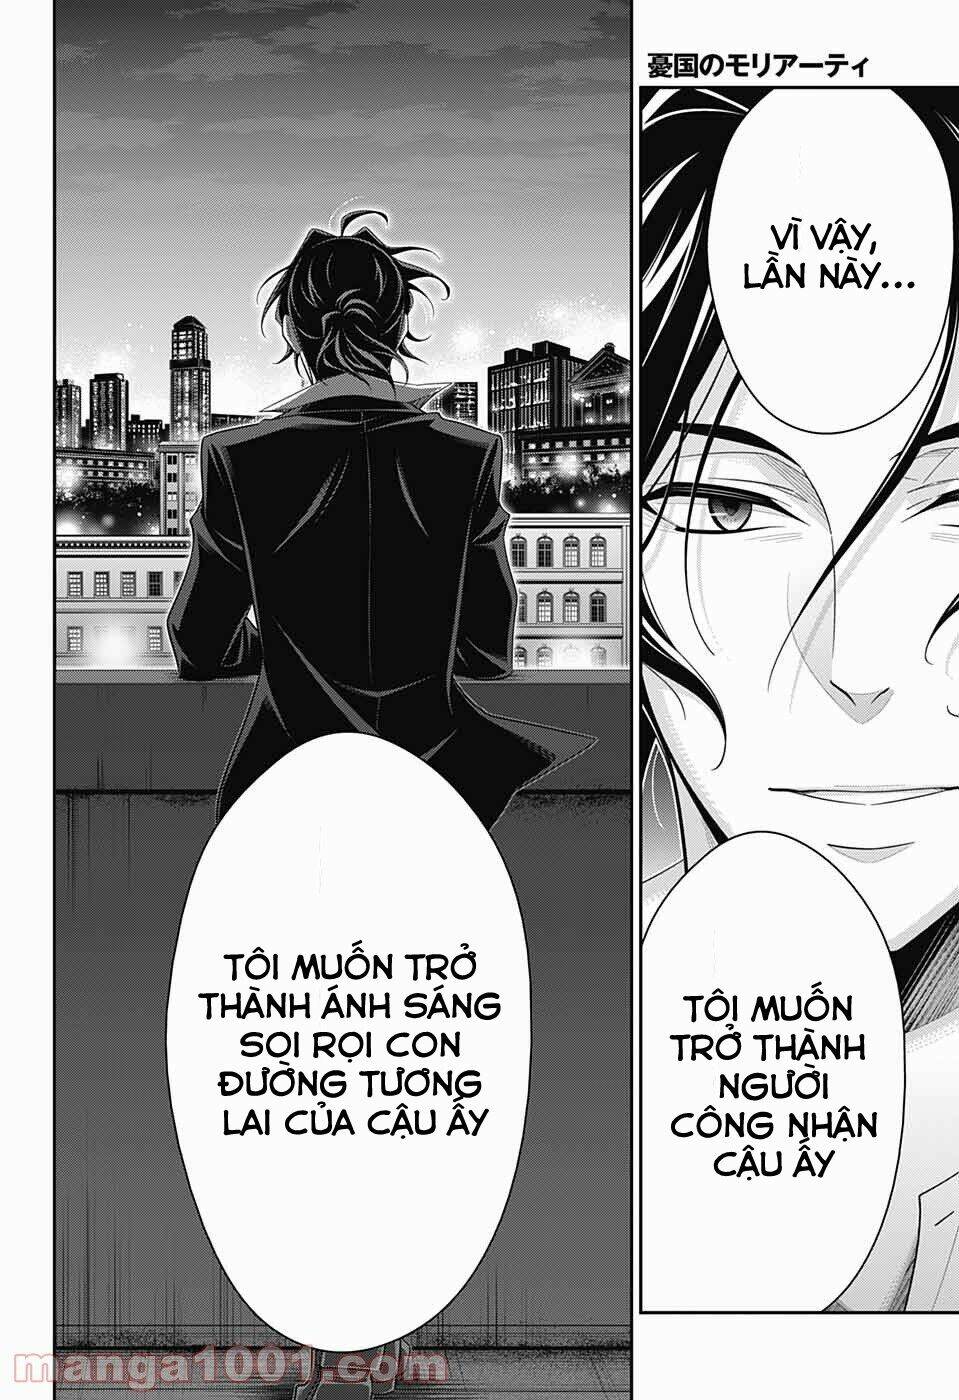 憂国のモリアーティ
VÌ VẬY,
LẦN NÀY...
TÔI MUỐN
TRỞ THÀNH
NGƯỜI
CÔNG NHẬN
CẬU ẤY
TÔI MUỐN TRỞ
THÀNH ÁNH SÁNG
SOI RỌI CON
ĐƯỜNG TƯƠNG
LAI CỦA CẬU ẤY
manga1001.com